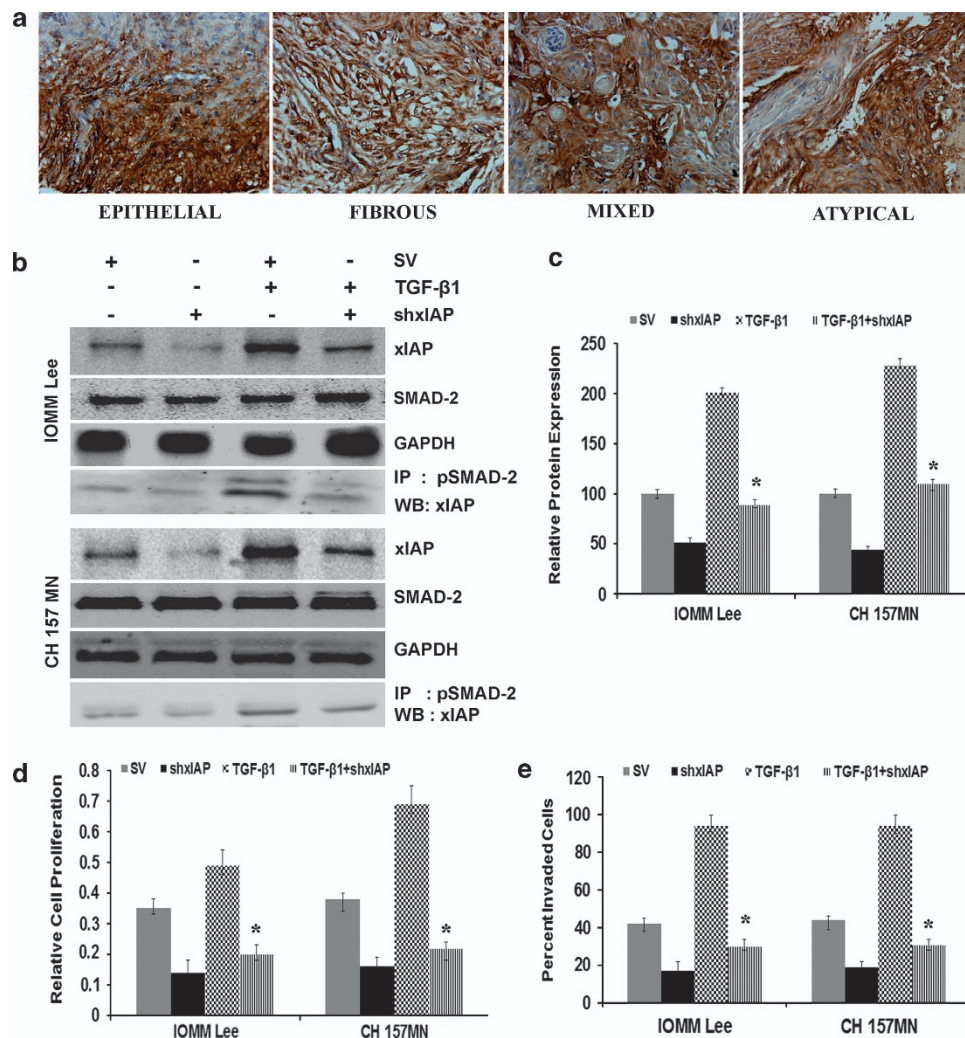 a
EPITHELIAL FIBROUS MIXED ATYPICAL
b
+ - + - SV
- - + + TGF-β1
- + - + shxIAP
IOMM Lee
xIAP
SMAD-2
GAPDH
IP : pSMAD-2
WB: xIAP
CH 157 MN
xIAP
SMAD-2
GAPDH
IP : pSMAD-2
WB : xIAP
c
SV shxIAP TGF-β1 TGF-β1+shxIAP
Relative Protein Expression
250
200
150
100
50
0
* *
IOMM Lee CH 157MN
d
SV shxIAP TGF-β1 TGF-β1+shxIAP
Relative Cell Proliferation
0.8
0.7
0.6
0.5
0.4
0.3
0.2
0.1
0
* *
IOMM Lee CH 157MN
e
SV shxIAP TGF-β1 TGF-β1+shxIAP
Percent Invaded Cells
120
100
80
60
40
20
0
* *
IOMM Lee CH 157MN